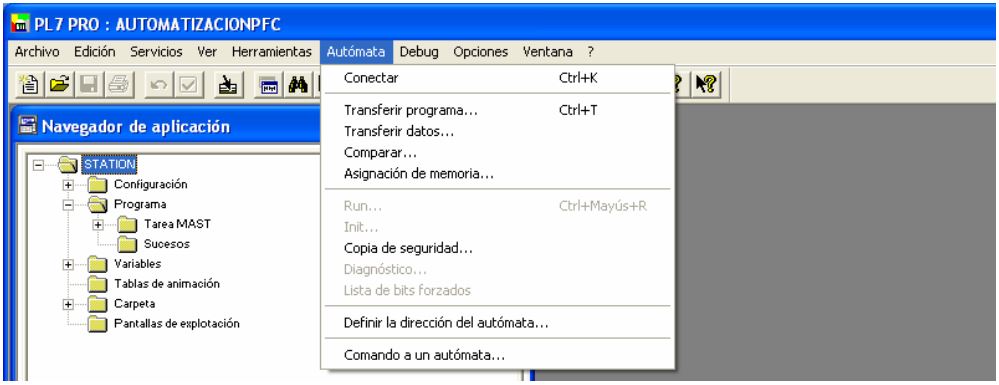 PL7 PRO : AUTOMATIZACIONPFC
Archivo Edición Servicios Ver Herramientas Autómata Debug Opciones Ventana ?
Navegador de aplicación
STATION
Configuración
Programa
Tarea MAST
Sucesos
Variables
Tablas de animación
Carpeta
Pantallas de explotación
Conectar Ctrl+K
Transferir programa... Ctrl+T
Transferir datos...
Comparar...
Asignación de memoria...
Run... Ctrl+Mayús+R
Init...
Copia de seguridad...
Diagnóstico...
Lista de bits forzados
Definir la dirección del autómata...
Comando a un autómata...